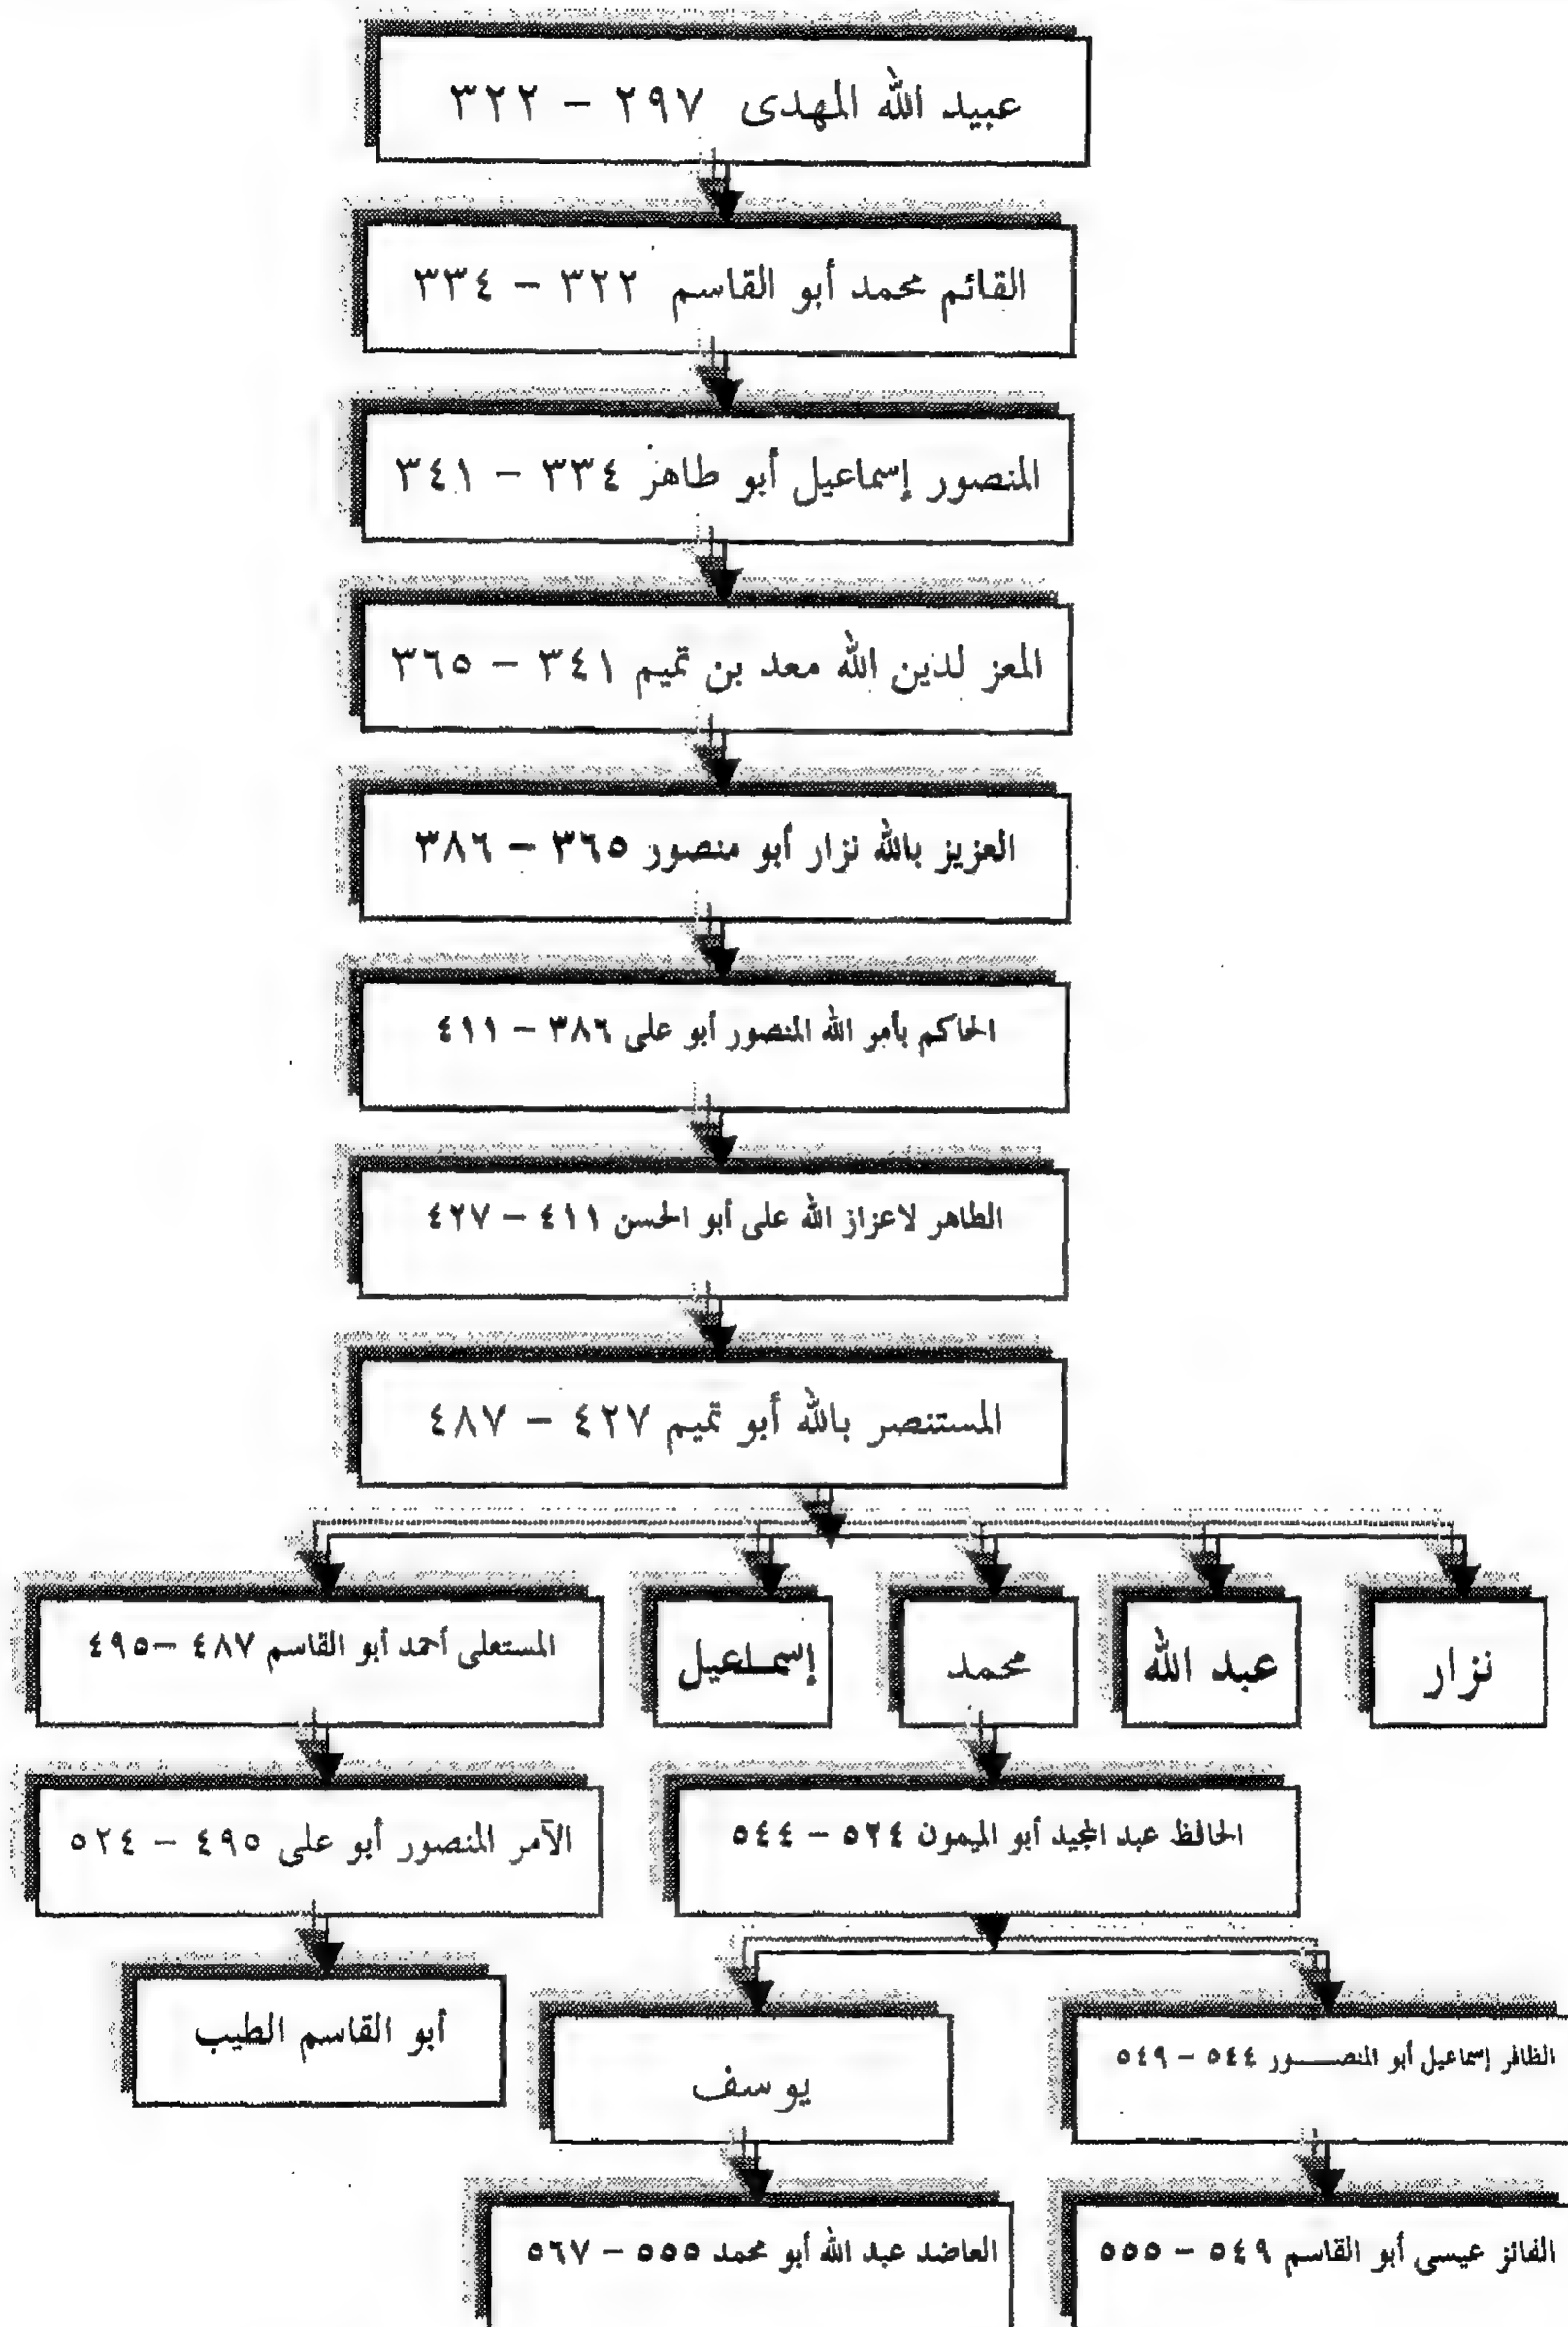 عبيد الله المهدى ٢٩٧ – ٣٢٢
القائم محمد أبو القاسم ٣٢٢ – ٣٣٤
المنصور إسماعيل أبو طاهر ٣٣٤ – ٣٤١
المعز لدين الله معد بن تميم ٣٤١ – ٣٦٥
العزيز بالله نزار أبو منصور ٣٦٥ – ٣٨٦
الحاكم بأمر الله المنصور أبو على ٣٨٦ – ٤١١
الطاهر لاعزاز الله على أبو الحسن ٤١١ – ٤٢٧
المستنصر بالله أبو تميم ٤٢٧ – ٤٨٧
نزار
عبد الله
محمد
إسماعيل
المستعلى أحمد أبو القاسم ٤٨٧ –٤٩٥
الحافظ عبد المجيد أبو الميمون ٥٢٤ – ٥٤٤
الآمر المنصور أبو على ٤٩٥ – ٥٢٤
الظافر إسماعيل أبو المنصـــور ٥٤٤ – ٥٤٩
يوسف
أبو القاسم الطيب
الفائز عيسى أبو القاسم ٥٤٩ – ٥٥٥
العاضد عبد الله أبو محمد ٥٥٥ – ٥٦٧